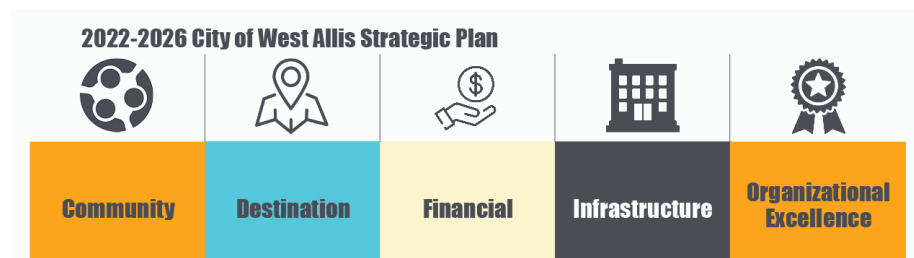 2022-2026 City of West Allis Strategic Plan
$
Community
Destination
Financial
Infrastructure
Organizational
Excellence